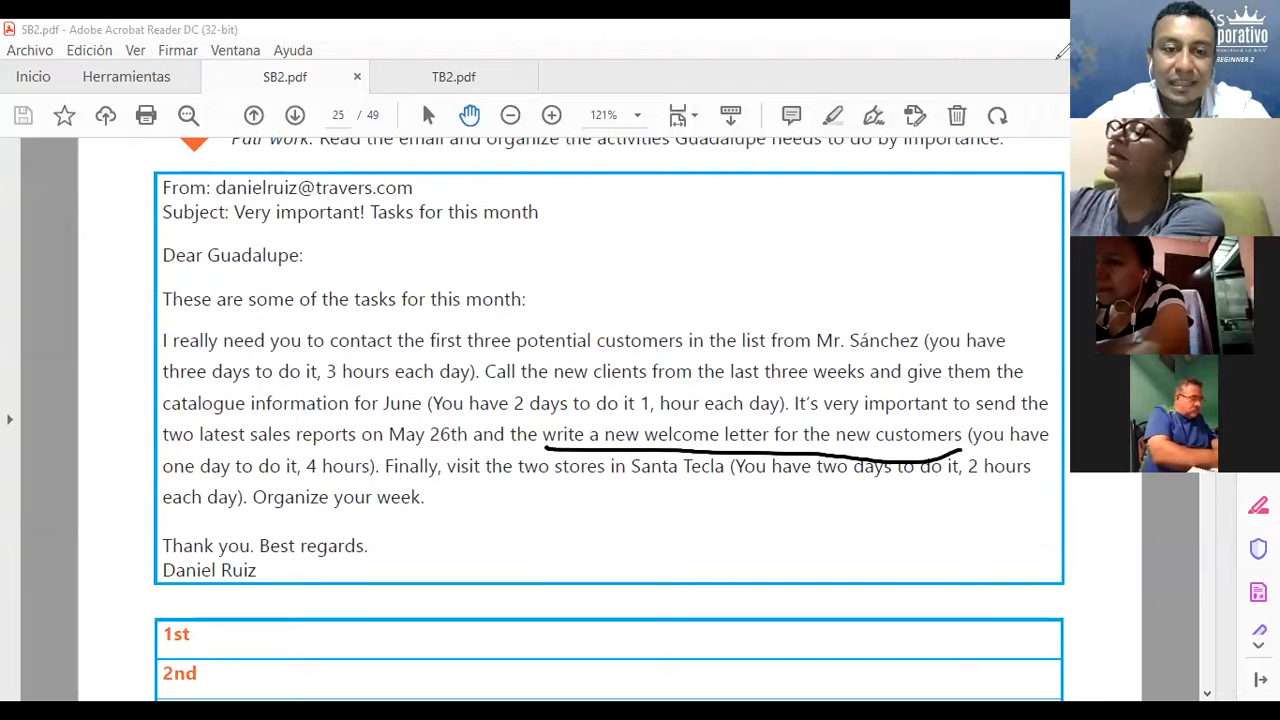 SB2.pdf - Adobe Acrobat Reader DC (32-bit)
Archivo Edición Ver Firmar Ventana Ayuda
Inicio Herramientas SB2.pdf × TB2.pdf
25 / 49 121%
Pair work. Read the email and organize the activities Guadalupe needs to do by importance.
From: danielruiz@travers.com
Subject: Very important! Tasks for this month
Dear Guadalupe:
These are some of the tasks for this month:
I really need you to contact the first three potential customers in the list from Mr. Sánchez (you have
three days to do it, 3 hours each day). Call the new clients from the last three weeks and give them the
catalogue information for June (You have 2 days to do it 1, hour each day). It's very important to send the
two latest sales reports on May 26th and the write a new welcome letter for the new customers (you have
one day to do it, 4 hours). Finally, visit the two stores in Santa Tecla (You have two days to do it, 2 hours
each day). Organize your week.
Thank you. Best regards.
Daniel Ruiz
1st
2nd
BEGINNER 2